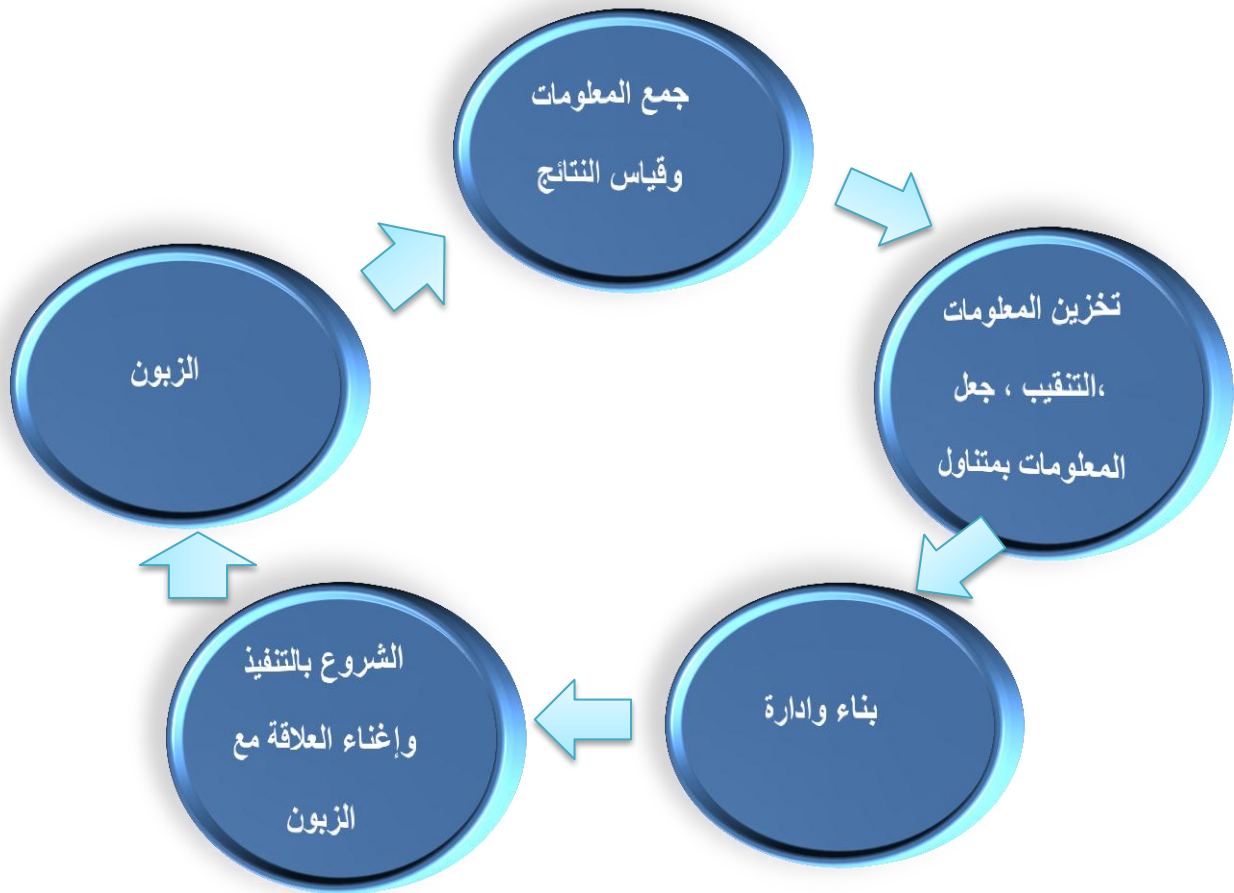 جمع المعلومات
وقياس النتائج
تخزين المعلومات
،التنقيب ، جعل
المعلومات بمتناول
بناء وادارة
الشروع بالتنفيذ
وإغناء العلاقة مع
الزبون
الزبون